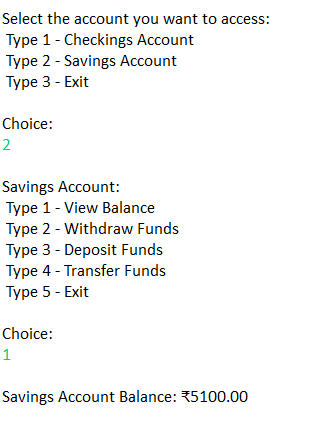 Select the account you want to access:
Type 1 - Checkings Account
Type 2 - Savings Account
Type 3 - Exit
Choice:
2
Savings Account:
Type 1 - View Balance
Type 2 - Withdraw Funds
Type 3 - Deposit Funds
Type 4 - Transfer Funds
Type 5 - Exit
Choice:
1
Savings Account Balance: ₹5100.00